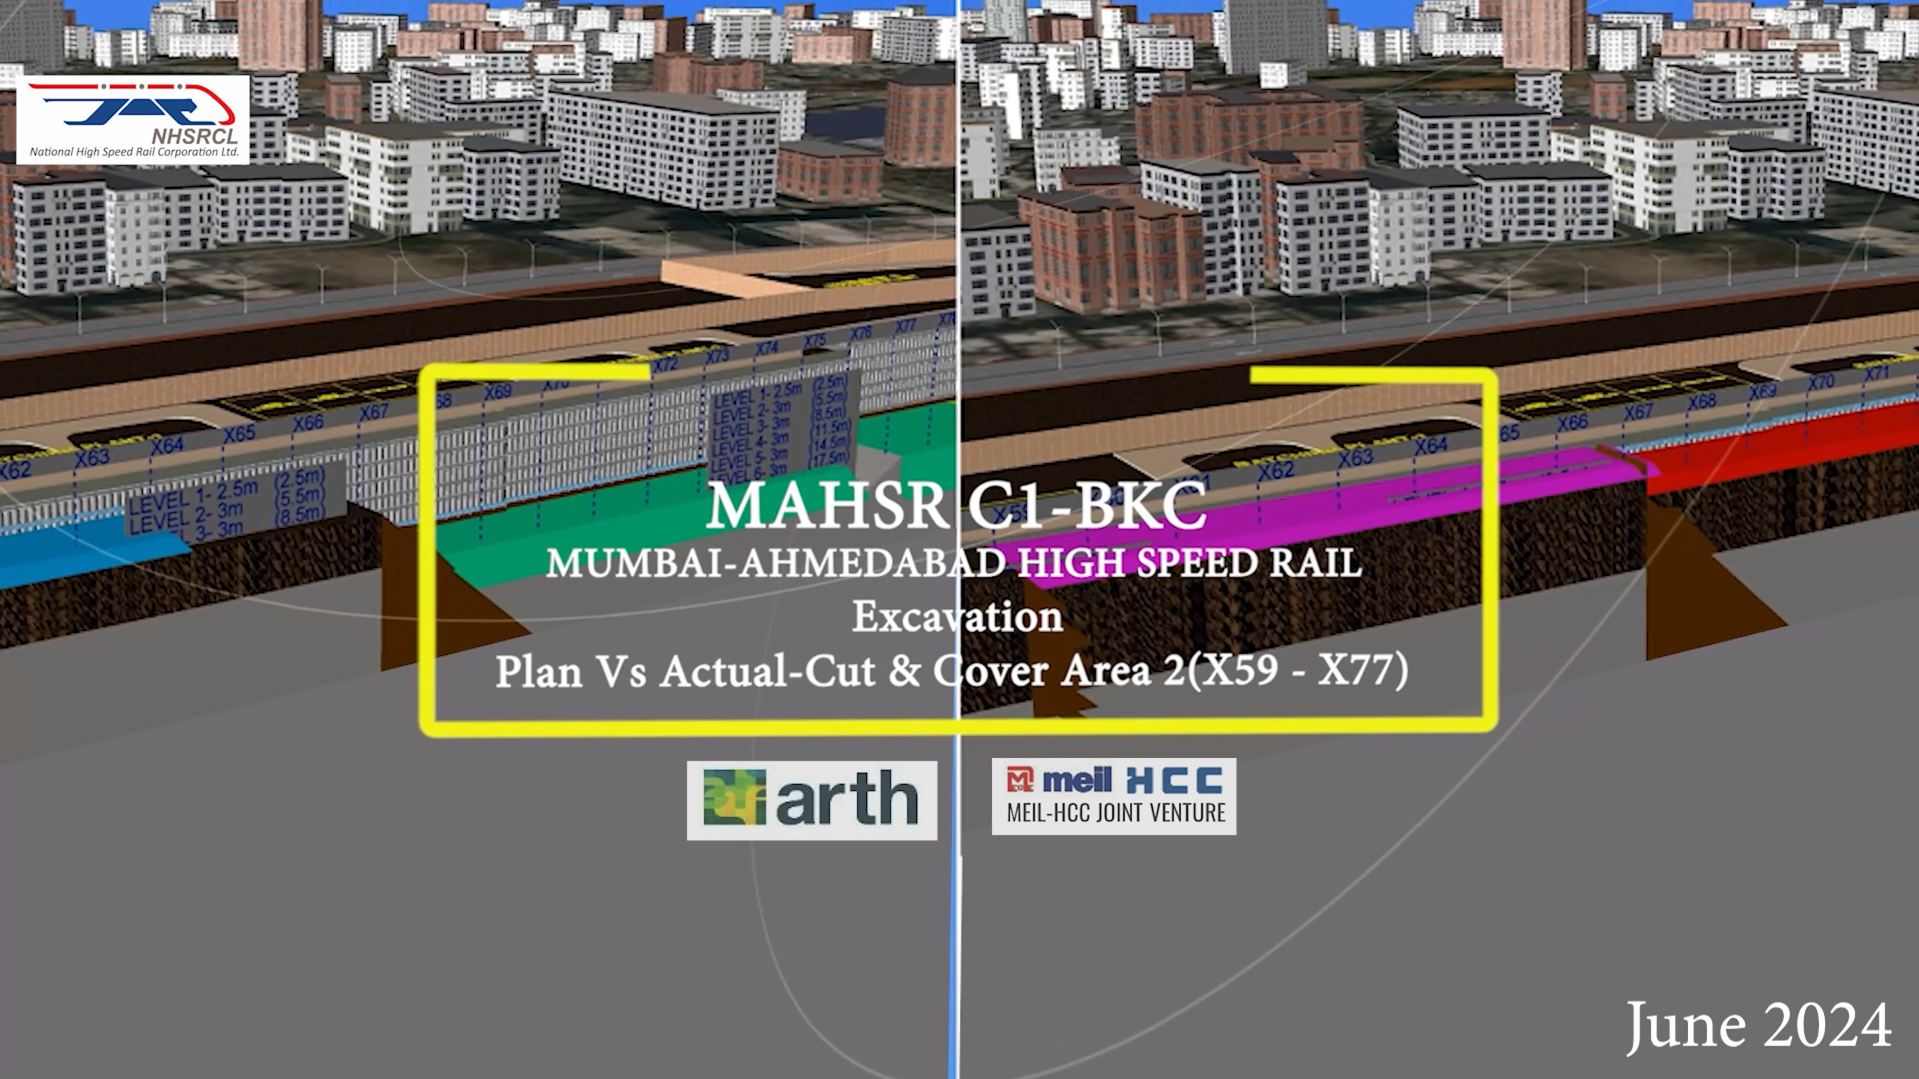 NHSRCL
National High Speed Rail Corporation Ltd.
X62 X63 X64 X65 X66 X67 X69 X72 X73 X74 X75 X76 X77
LEVEL 1- 2.5m (2.5m)
LEVEL 2- 3m (5.5m)
3- 3m (8.5m)
LEVEL 1- 2.5m (2.5m)
LEVEL 2- 3m (5.5m)
LEVEL 3- 3m (8.5m)
LEVEL 4- 3m (11.5m)
LEVEL 5- 3m (14.5m)
6- 3m (17.5m)
X62 X63 X64 65 X66 X67 X68 X69 X70 X71
MAHSR C1-BKC
MUMBAI-AHMEDABAD HIGH SPEED RAIL
Excavation
Plan Vs Actual-Cut & Cover Area 2(X59 - X77)
arth
meil HCC
MEIL-HCC JOINT VENTURE
June 2024